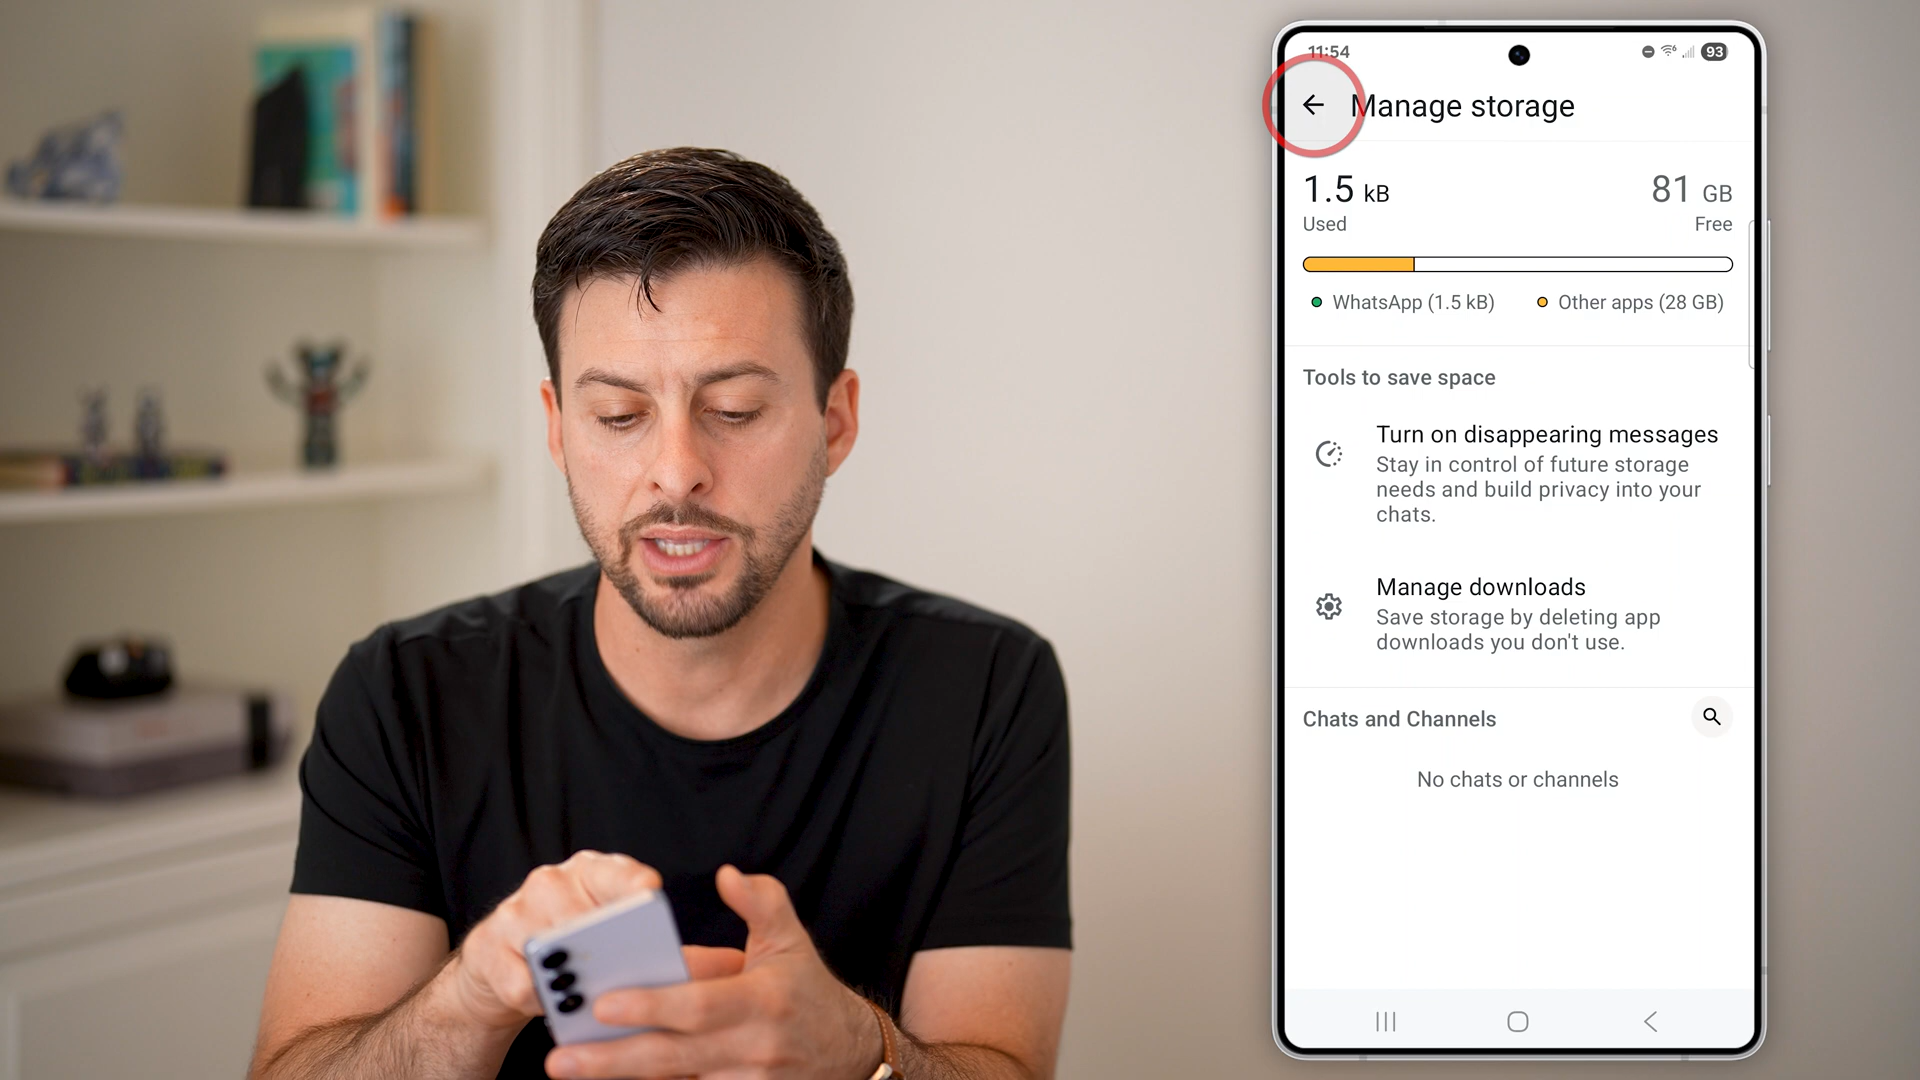 11:54
93
Manage storage
1.5 kB
81 GB
Used
Free
WhatsApp (1.5 kB)
Other apps (28 GB)
Tools to save space
Turn on disappearing messages
Stay in control of future storage
needs and build privacy into your
chats.
Manage downloads
Save storage by deleting app
downloads you don't use.
Chats and Channels
No chats or channels